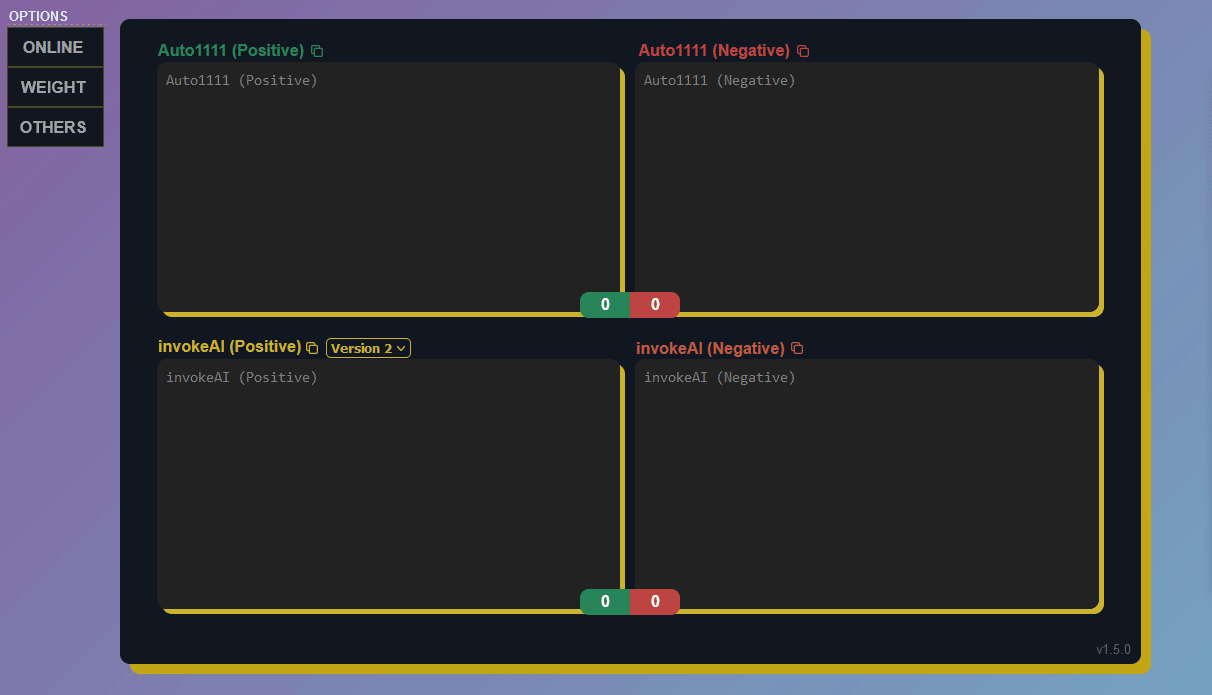 OPTIONS
ONLINE
WEIGHT
OTHERS
Auto1111 (Positive)
Auto1111 (Negative)
Auto1111 (Positive)
Auto1111 (Negative)
0
0
invokeAI (Positive)
Version 2
invokeAI (Negative)
invokeAI (Positive)
invokeAI (Negative)
0
0
v1.5.0